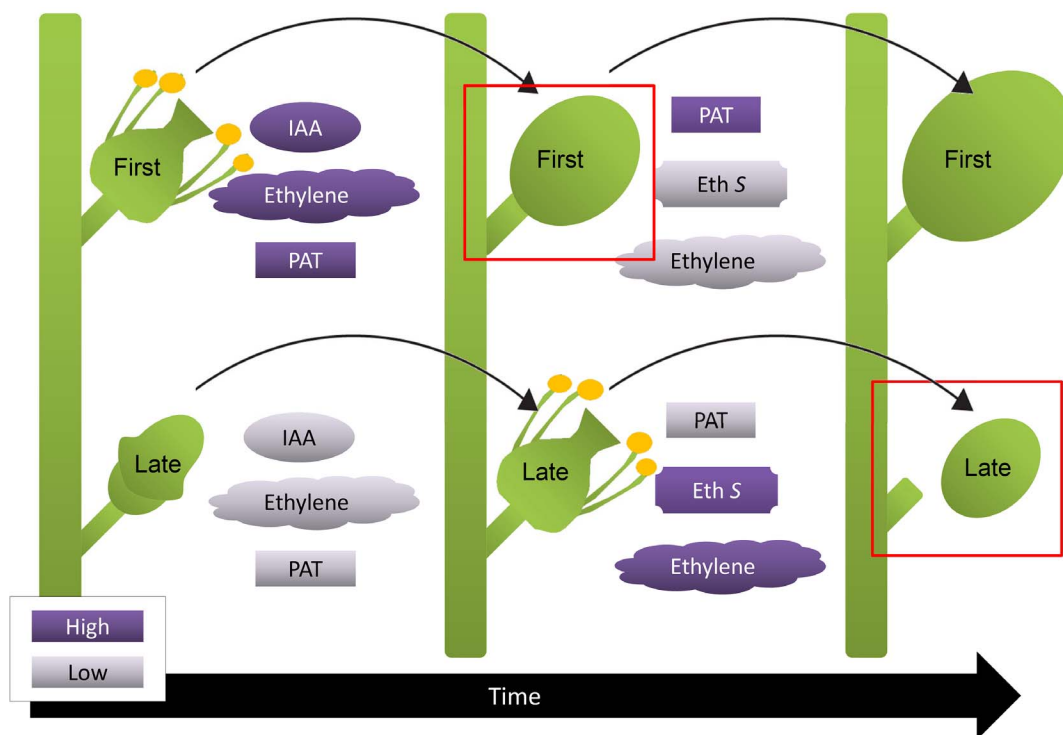 First
IAA
Ethylene
PAT
First
PAT
Eth S
Ethylene
First
Late
IAA
Ethylene
PAT
Late
PAT
Eth S
Ethylene
Late
High
Low
Time